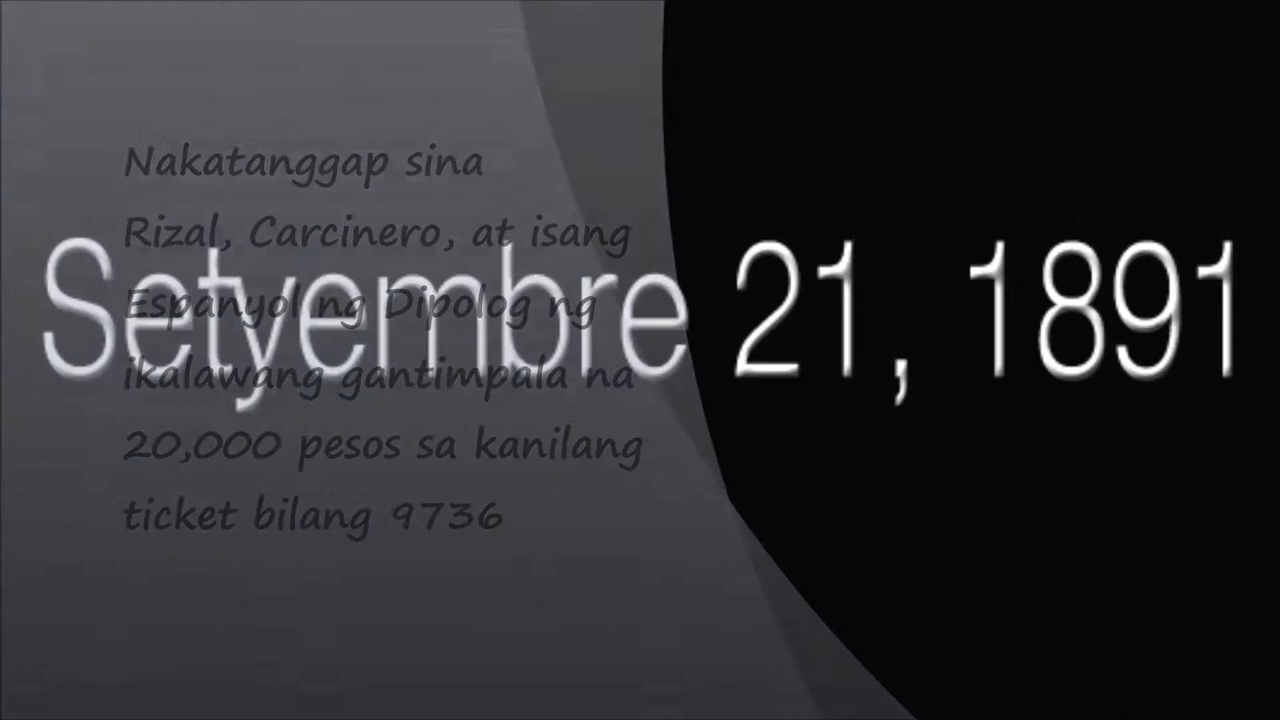 Nakatanggap sina
Rizal, Carcinero, at isang
Espanyol ng Dipolog ng
ikalawang gantimpala na
20,000 pesos sa kanilang
ticket bilang 9736
Setyembre 21, 1891